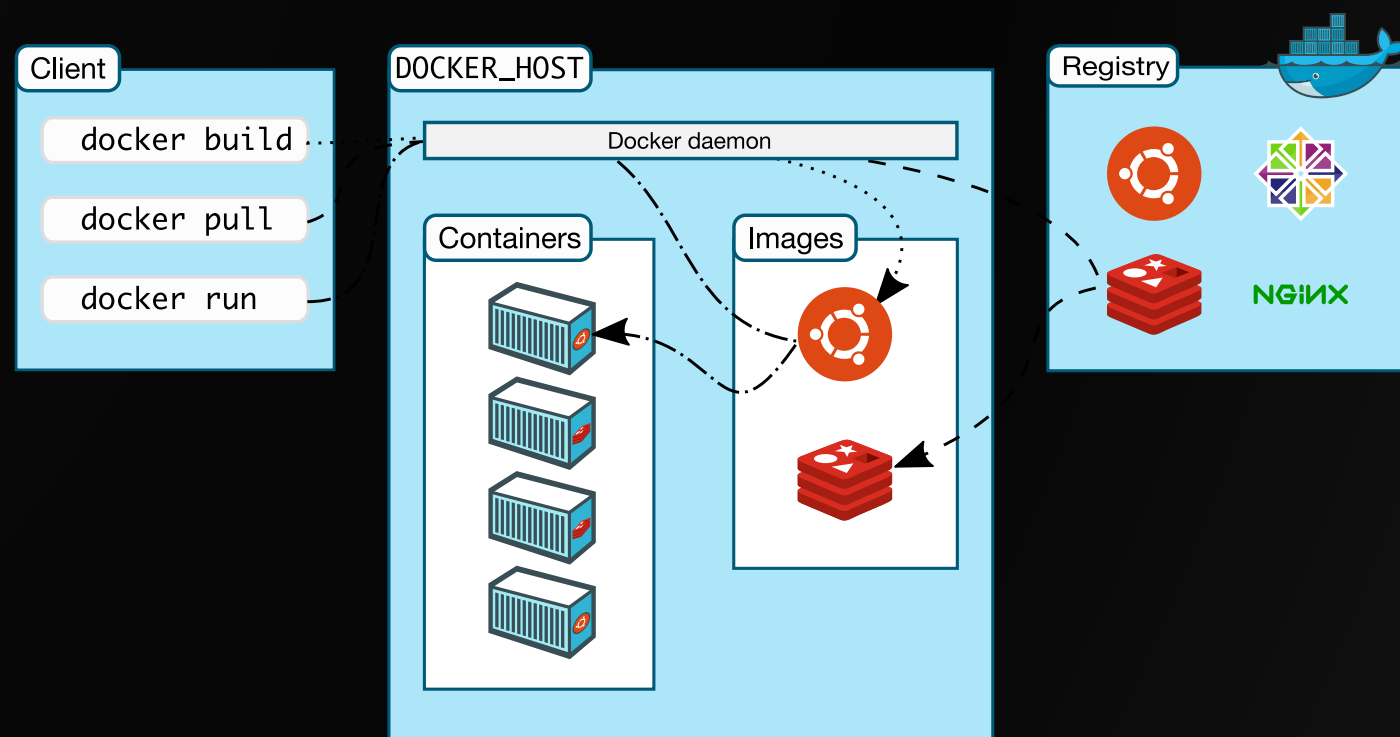 Client
docker build
docker pull
docker run
DOCKER_HOST
Docker daemon
Containers
Images
Registry
NGINX